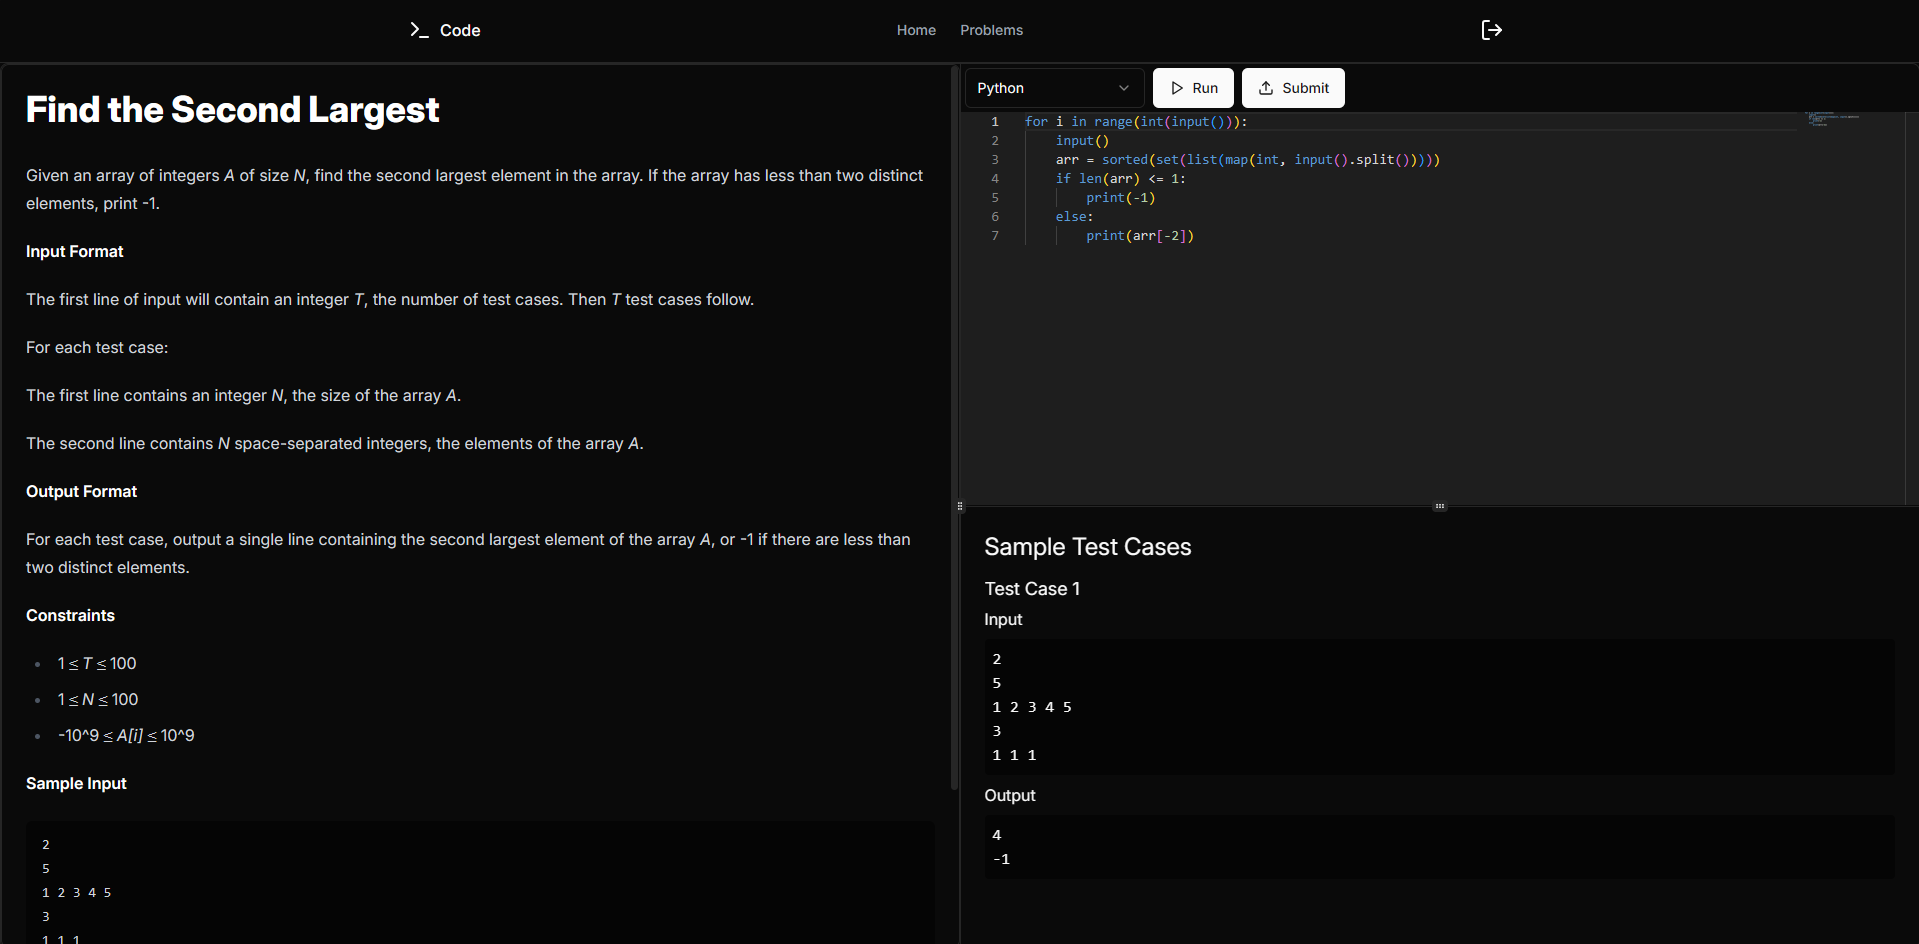 Code
Home Problems
Find the Second Largest
Given an array of integers A of size N, find the second largest element in the array. If the array has less than two distinct
elements, print -1.
Input Format
The first line of input will contain an integer T, the number of test cases. Then T test cases follow.
For each test case:
The first line contains an integer N, the size of the array A.
The second line contains N space-separated integers, the elements of the array A.
Output Format
For each test case, output a single line containing the second largest element of the array A, or -1 if there are less than
two distinct elements.
Constraints
1 ≤ T ≤ 100
1 ≤ N ≤ 100
-10^9 ≤ A[i] ≤ 10^9
Sample Input
2
5
1 2 3 4 5
3
1 1 1
Python Run Submit
1 for i in range(int(input())):
2     input()
3     arr = sorted(set(list(map(int, input().split()))))
4     if len(arr) <= 1:
5         print(-1)
6     else:
7         print(arr[-2])
Sample Test Cases
Test Case 1
Input
2
5
1 2 3 4 5
3
1 1 1
Output
4
-1